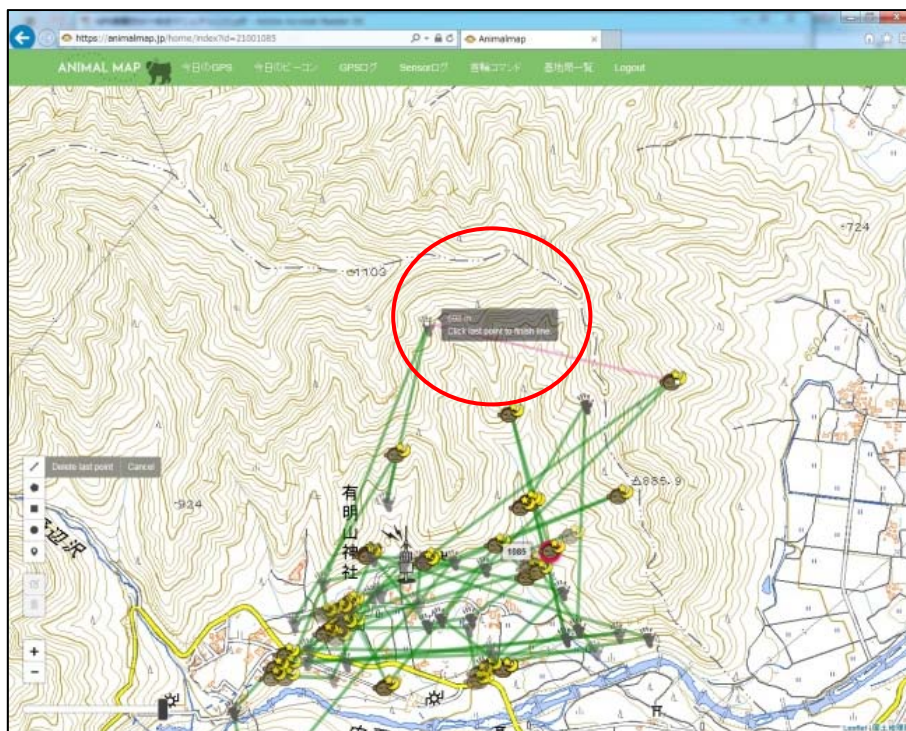 https://animalmap.jp/home/index?id=21001085
Animalmap
ANIMAL MAP
今日のGPS
今日のビーコン
GPSログ
Sensorログ
首輪コマンド
基地局一覧
Logout
724
1103
Click last point to finish line.
Delete last point
Cancel
924
885.9
有明山神社
1085